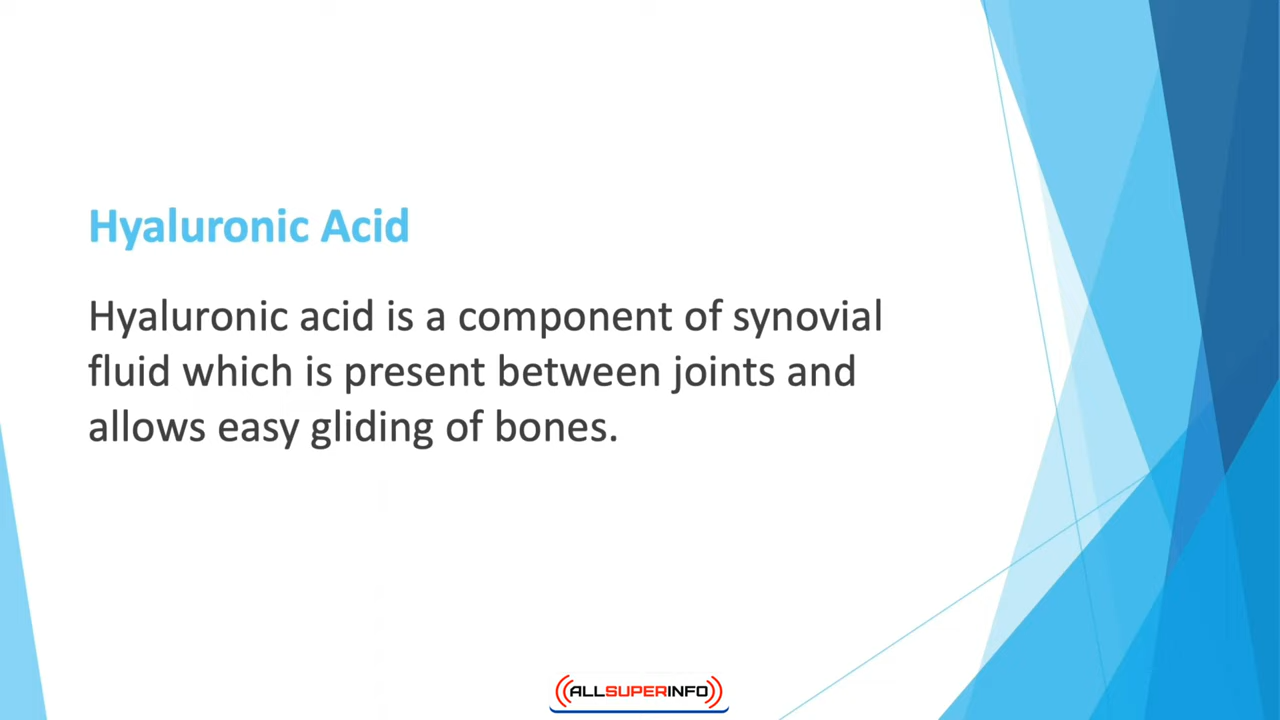 Hyaluronic Acid
Hyaluronic acid is a component of synovial
fluid which is present between joints and
allows easy gliding of bones.
ALLSUPERINFO